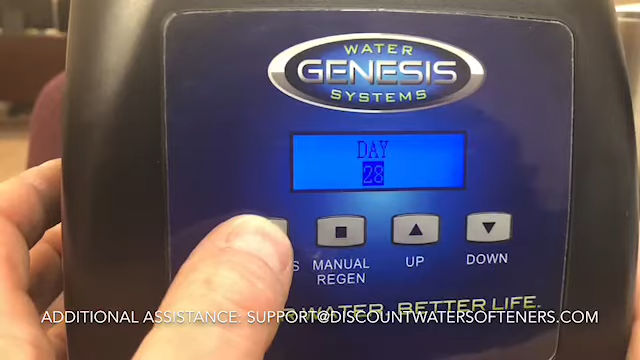 WATER
GENESIS
SYSTEMS
DAY
28
MANUAL
REGEN
UP
DOWN
WATER. BETTER LIFE.
ADDITIONAL ASSISTANCE: SUPPORT@DISCOUNTWATERSOFTENERS.COM